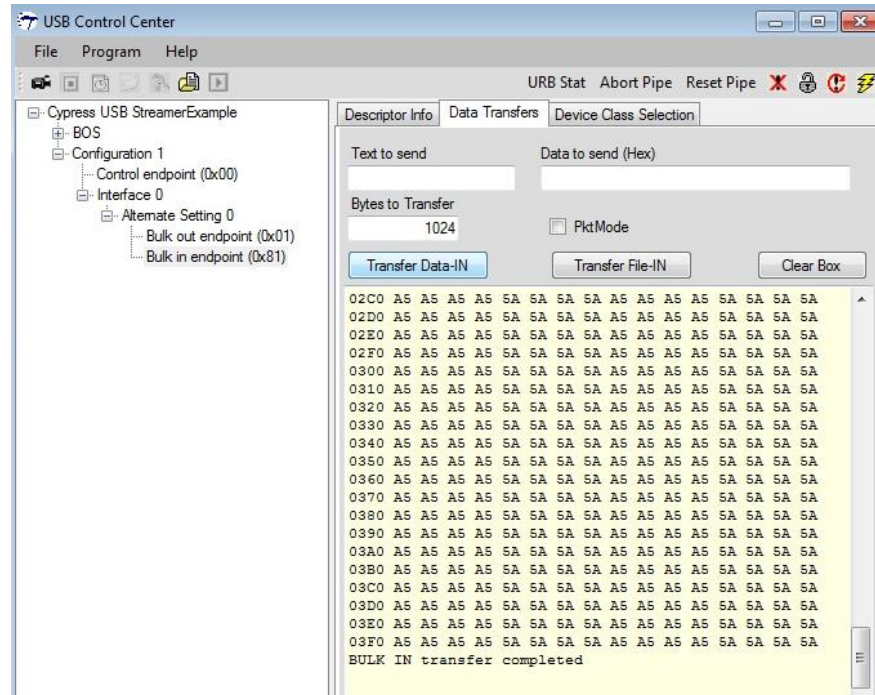 USB Control Center
File Program Help
URB Stat Abort Pipe Reset Pipe
Cypress USB StreamerExample
BOS
Configuration 1
Control endpoint (0x00)
Interface 0
Alternate Setting 0
Bulk out endpoint (0x01)
Bulk in endpoint (0x81)
Descriptor Info Data Transfers Device Class Selection
Text to send Data to send (Hex)
Bytes to Transfer
1024 PktMode
Transfer Data-IN Transfer File-IN Clear Box
02C0 A5 A5 A5 A5 5A 5A 5A 5A A5 A5 A5 A5 5A 5A 5A 5A
02D0 A5 A5 A5 A5 5A 5A 5A 5A A5 A5 A5 A5 5A 5A 5A 5A
02E0 A5 A5 A5 A5 5A 5A 5A 5A A5 A5 A5 A5 5A 5A 5A 5A
02F0 A5 A5 A5 A5 5A 5A 5A 5A A5 A5 A5 A5 5A 5A 5A 5A
0300 A5 A5 A5 A5 5A 5A 5A 5A A5 A5 A5 A5 5A 5A 5A 5A
0310 A5 A5 A5 A5 5A 5A 5A 5A A5 A5 A5 A5 5A 5A 5A 5A
0320 A5 A5 A5 A5 5A 5A 5A 5A A5 A5 A5 A5 5A 5A 5A 5A
0330 A5 A5 A5 A5 5A 5A 5A 5A A5 A5 A5 A5 5A 5A 5A 5A
0340 A5 A5 A5 A5 5A 5A 5A 5A A5 A5 A5 A5 5A 5A 5A 5A
0350 A5 A5 A5 A5 5A 5A 5A 5A A5 A5 A5 A5 5A 5A 5A 5A
0360 A5 A5 A5 A5 5A 5A 5A 5A A5 A5 A5 A5 5A 5A 5A 5A
0370 A5 A5 A5 A5 5A 5A 5A 5A A5 A5 A5 A5 5A 5A 5A 5A
0380 A5 A5 A5 A5 5A 5A 5A 5A A5 A5 A5 A5 5A 5A 5A 5A
0390 A5 A5 A5 A5 5A 5A 5A 5A A5 A5 A5 A5 5A 5A 5A 5A
03A0 A5 A5 A5 A5 5A 5A 5A 5A A5 A5 A5 A5 5A 5A 5A 5A
03B0 A5 A5 A5 A5 5A 5A 5A 5A A5 A5 A5 A5 5A 5A 5A 5A
03C0 A5 A5 A5 A5 5A 5A 5A 5A A5 A5 A5 A5 5A 5A 5A 5A
03D0 A5 A5 A5 A5 5A 5A 5A 5A A5 A5 A5 A5 5A 5A 5A 5A
03E0 A5 A5 A5 A5 5A 5A 5A 5A A5 A5 A5 A5 5A 5A 5A 5A
03F0 A5 A5 A5 A5 5A 5A 5A 5A A5 A5 A5 A5 5A 5A 5A 5A
BULK IN transfer completed